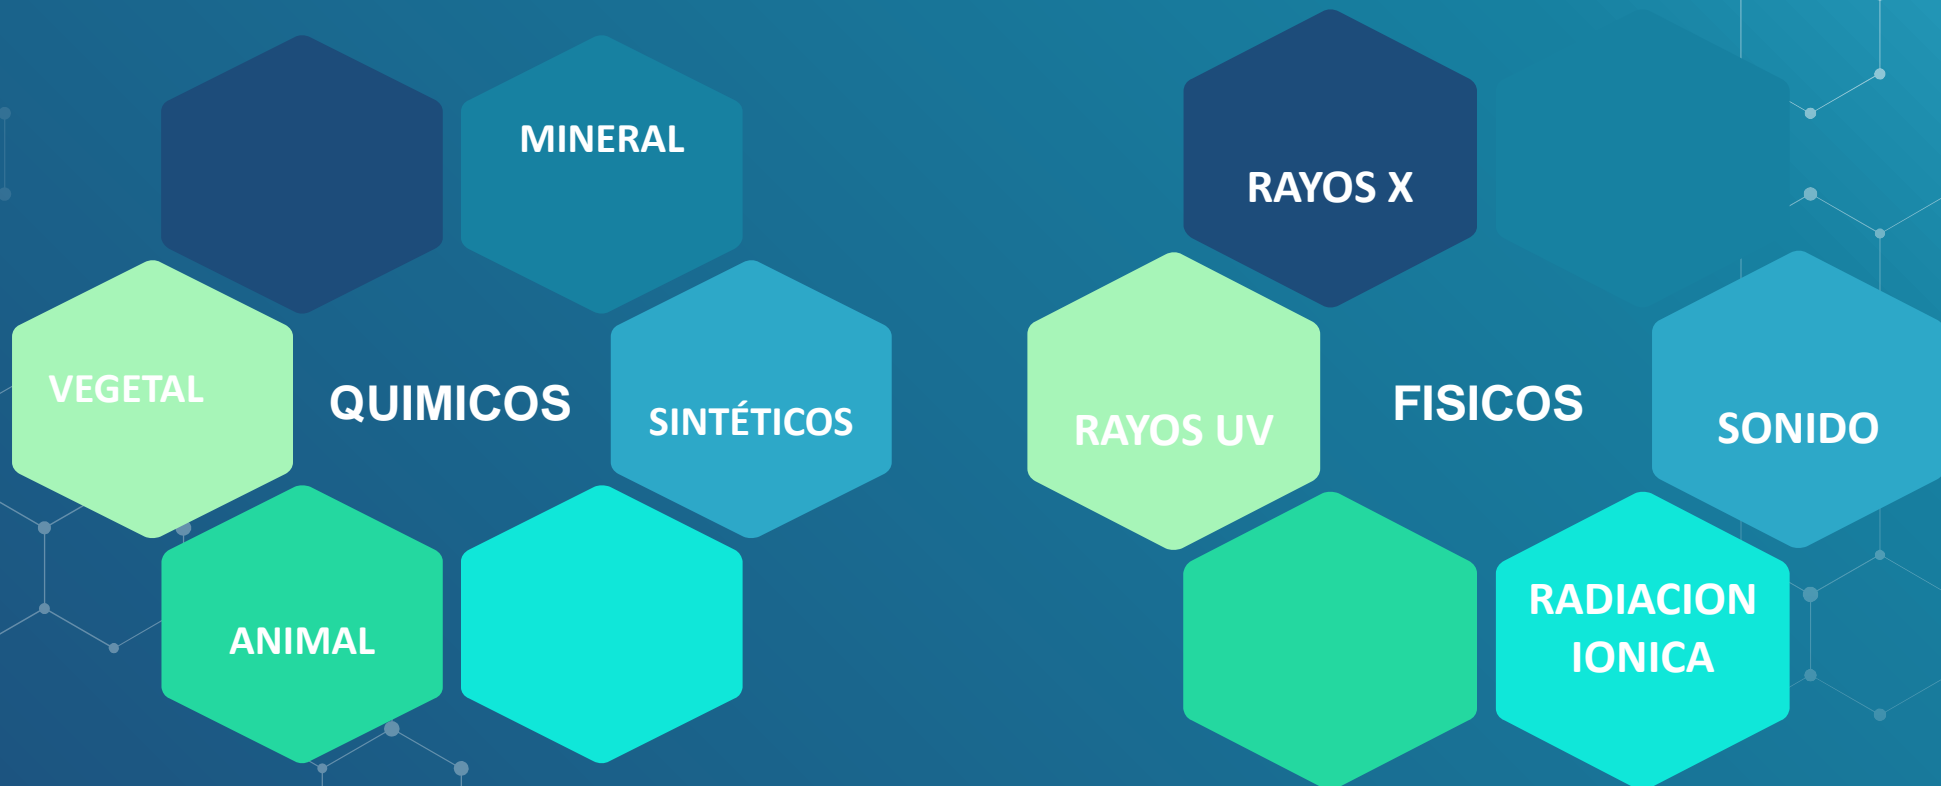 MINERAL
VEGETAL
QUIMICOS
SINTÉTICOS
ANIMAL
RAYOS X
RAYOS UV
FISICOS
SONIDO
RADIACION
IONICA